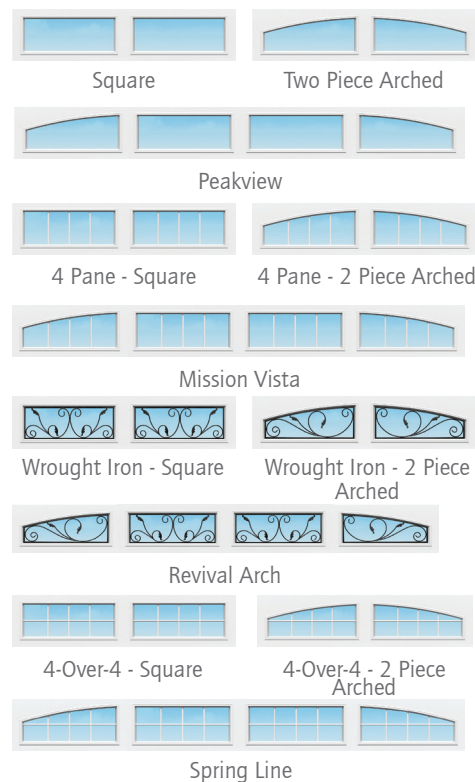 Square
Two Piece Arched
Peakview
4 Pane - Square
4 Pane - 2 Piece Arched
Mission Vista
Wrought Iron - Square
Wrought Iron - 2 Piece
Arched
Revival Arch
4-Over-4 - Square
4-Over-4 - 2 Piece
Arched
Spring Line